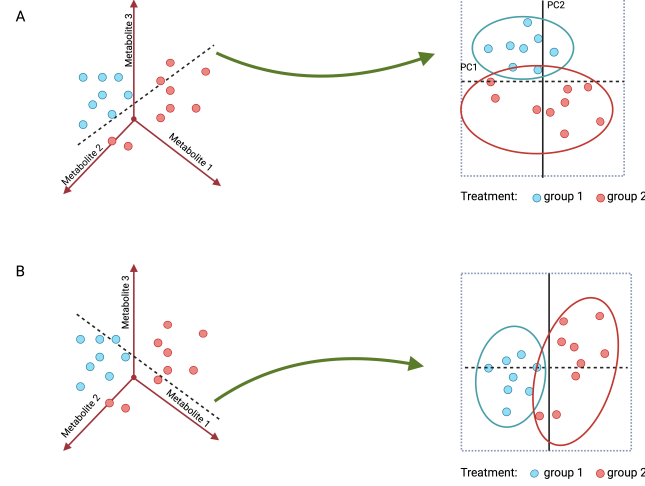 A
Metabolite 3
Metabolite 2
Metabolite 1
PC2
PC1
Treatment: group 1 group 2
B
Metabolite 3
Metabolite 2
Metabolite 1
Treatment: group 1 group 2